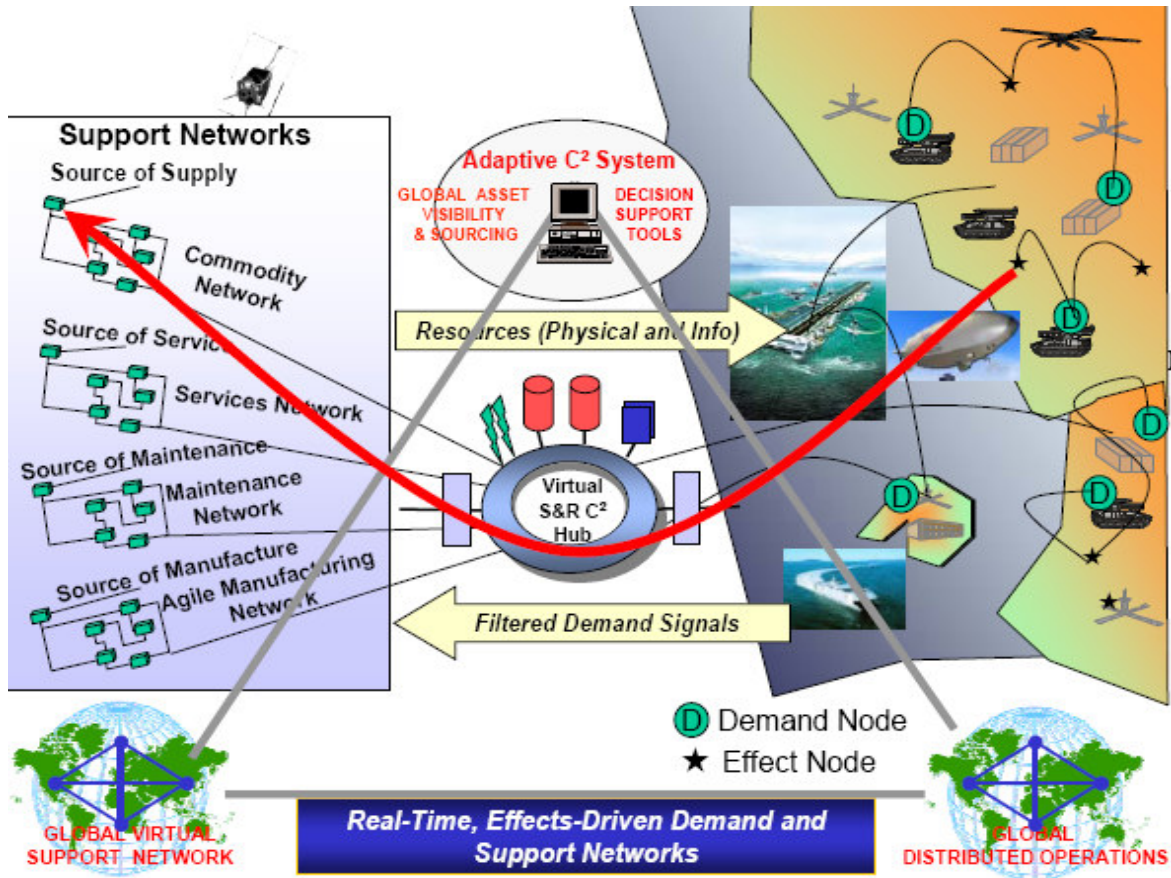 Support Networks
Source of Supply
Commodity
Network
Source of Service
Services Network
Source of Maintenance
Maintenance
Network
Source of Manufacture
Agile Manufacturing
Network
Adaptive C² System
GLOBAL ASSET
VISIBILITY
& SOURCING
DECISION
SUPPORT
TOOLS
Resources (Physical and Info)
Virtual
S&R C²
Hub
Filtered Demand Signals
D
D
D
D
D
D
D Demand Node
★ Effect Node
GLOBAL VIRTUAL
SUPPORT NETWORK
Real-Time, Effects-Driven Demand and
Support Networks
GLOBAL
DISTRIBUTED OPERATIONS